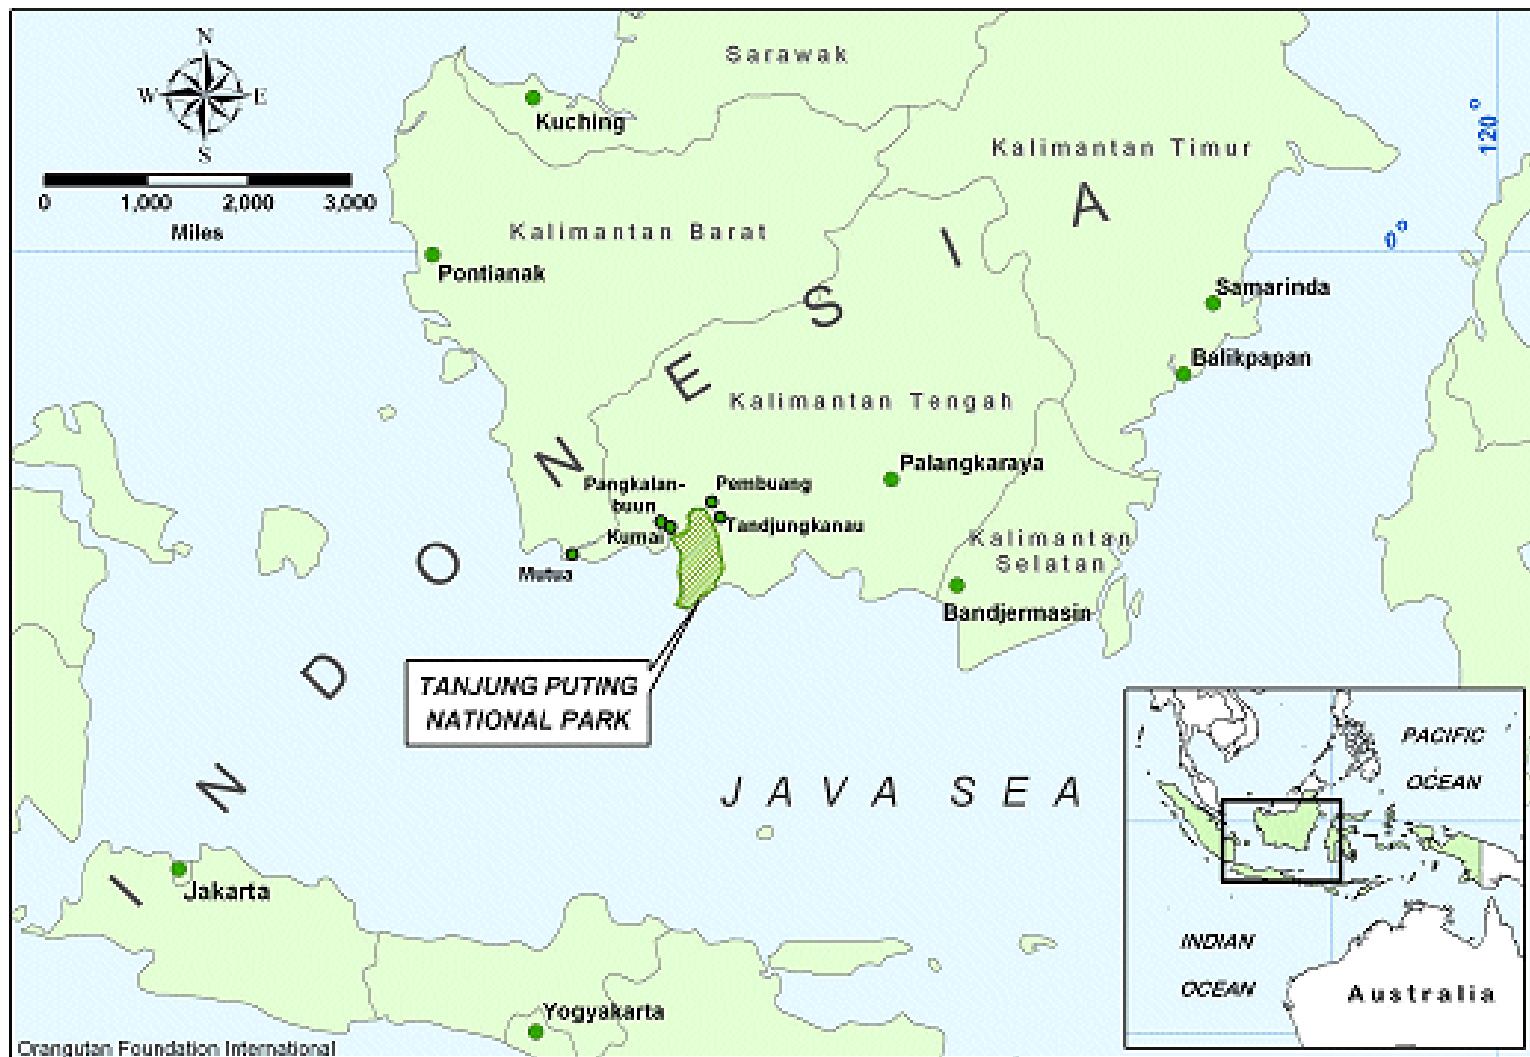 N
W E
S
0 1,000 2,000 3,000
Miles
Sarawak
Kuching
Kalimantan Timur
120°
Kalimantan Barat
0°
Pontianak
Samarinda
Balikpapan
Kalimantan Tengah
Palangkaraya
Pangkalan-
buun
Pembuang
Kumai
Tandjungkanau
Mutua
Kalimantan
Selatan
Bandjermasin
INDONESIA
TANJUNG PUTING
NATIONAL PARK
JAVA SEA
Jakarta
Yogyakarta
PACIFIC
OCEAN
INDIAN
OCEAN
Australia
Orangutan Foundation International